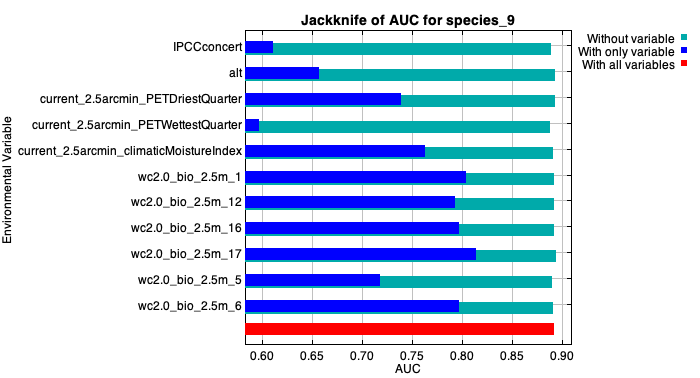 Jackknife of AUC for species_9
Without variable
With only variable
With all variables
Environmental Variable
IPCCconcert
alt
current_2.5arcmin_PETDriestQuarter
current_2.5arcmin_PETWettestQuarter
current_2.5arcmin_climaticMoistureIndex
wc2.0_bio_2.5m_1
wc2.0_bio_2.5m_12
wc2.0_bio_2.5m_16
wc2.0_bio_2.5m_17
wc2.0_bio_2.5m_5
wc2.0_bio_2.5m_6
0.60 0.65 0.70 0.75 0.80 0.85 0.90
AUC